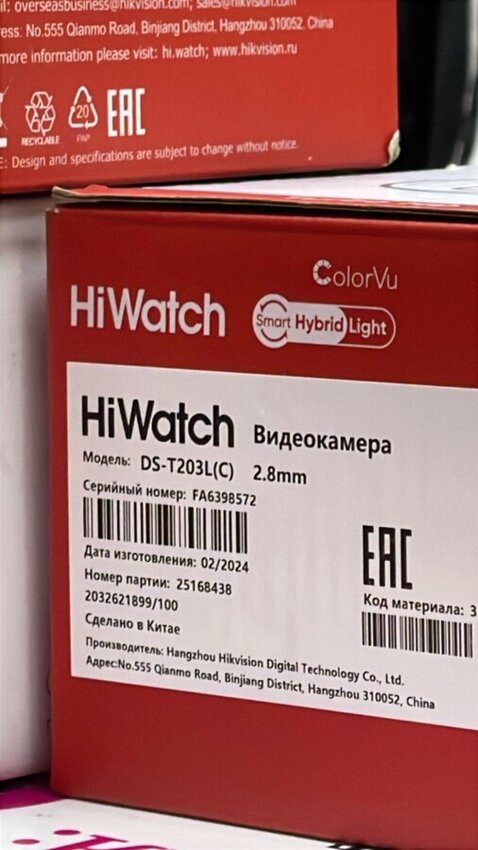 overseasbusiness@hikvision.com; sales@hikvision.com
ress: No.555 Qianmo Road, Binjiang District, Hangzhou 310052, China
more information please visit: hi.watch; www.hikvision.ru
RECYCLABLE
20
PAP
EAC
E: Design and specifications are subject to change without notice.
ColorVu
HiWatch
Smart Hybrid Light
HiWatch Видеокамера
Модель: DS-T203L(C) 2.8mm
Серийный номер: FA6398572
Дата изготовления: 02/2024
EAC
Номер партии: 25168438
Код материала: 3
2032621899/100
Сделано в Китае
Производитель: Hangzhou Hikvision Digital Technology Co., Ltd.
Адрес:No.555 Qianmo Road, Binjiang District, Hangzhou 310052, China